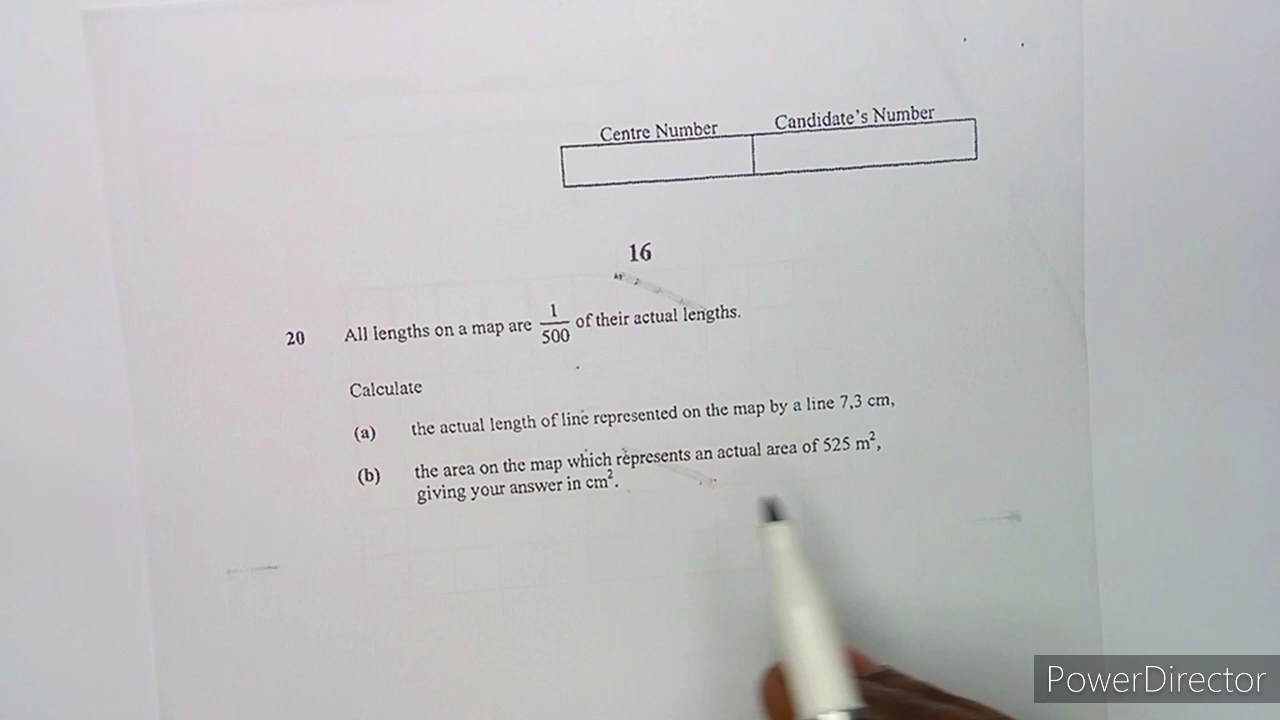 Centre Number Candidate's Number
16
20 All lengths on a map are 1/500 of their actual lengths.
Calculate
(a) the actual length of line represented on the map by a line 7,3 cm,
(b) the area on the map which represents an actual area of 525 m²,
giving your answer in cm².
PowerDirector